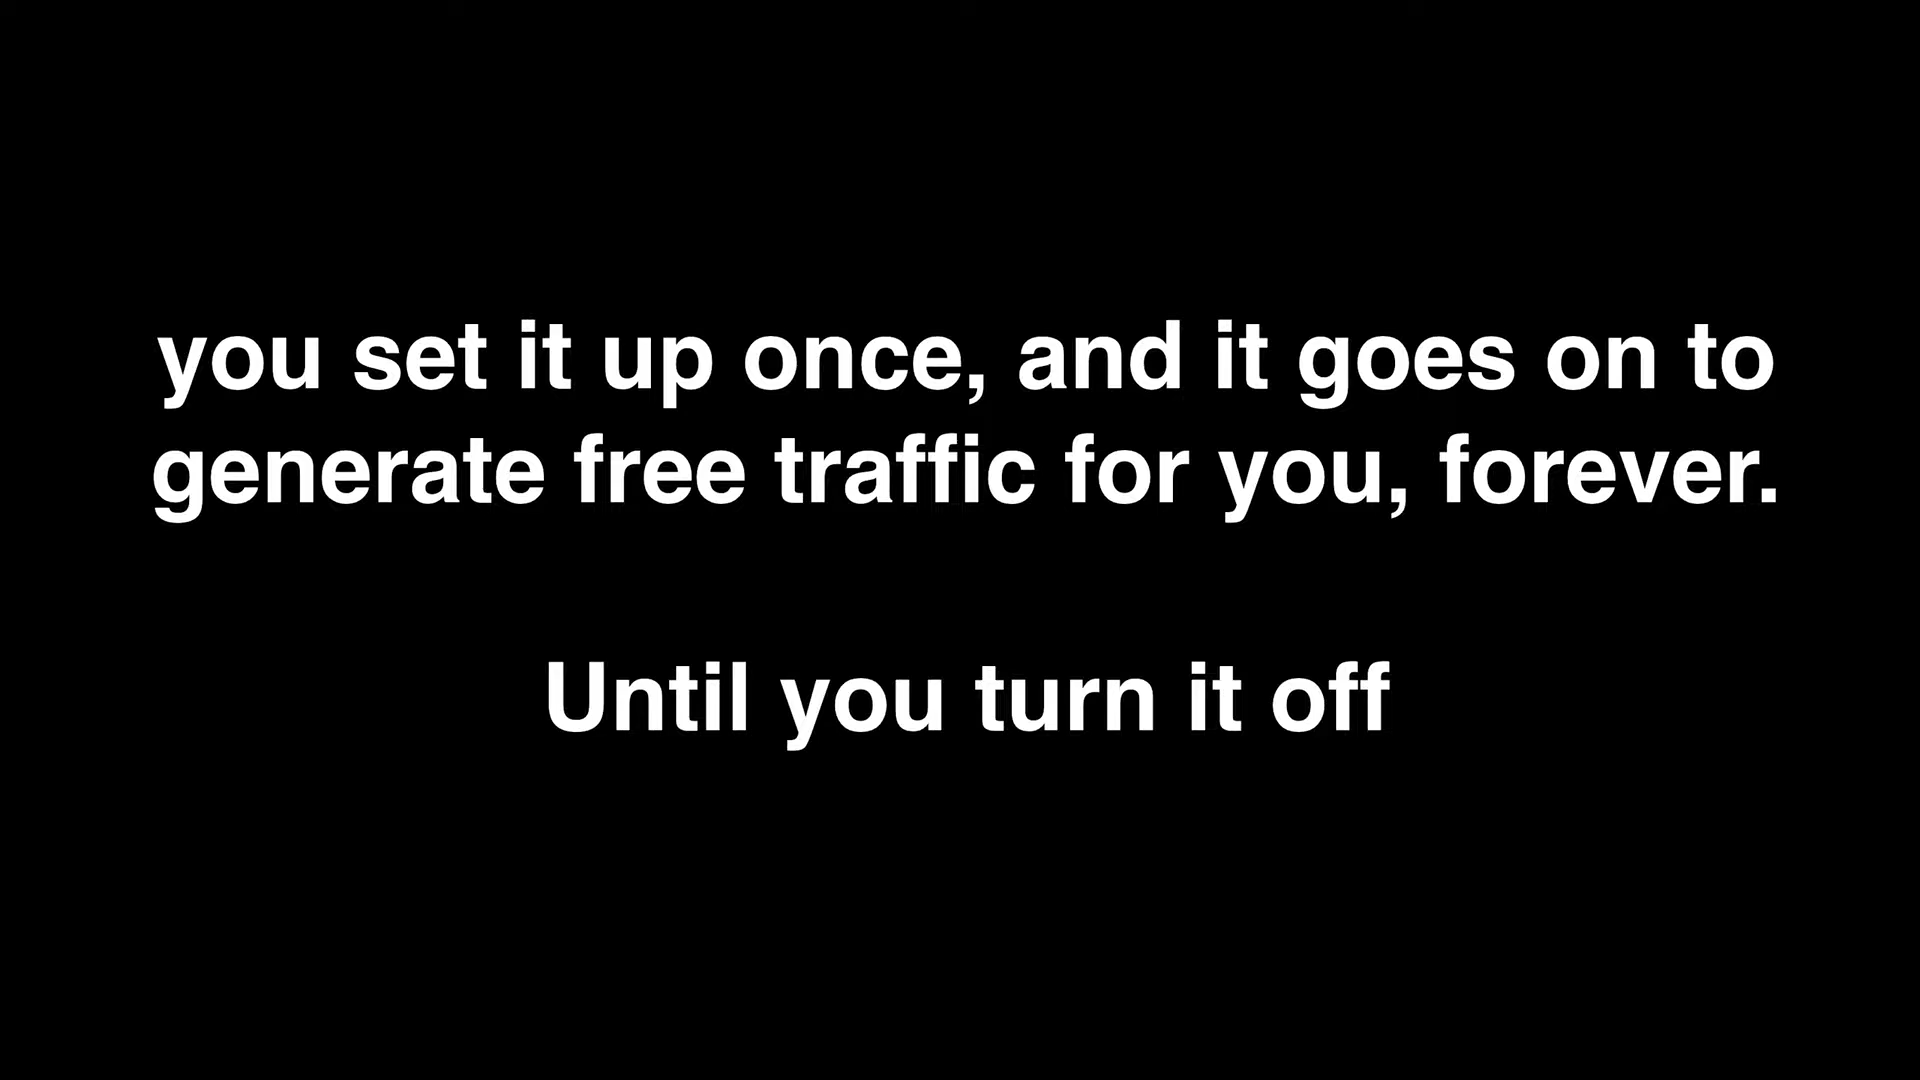 you set it up once, and it goes on to
generate free traffic for you, forever.
Until you turn it off